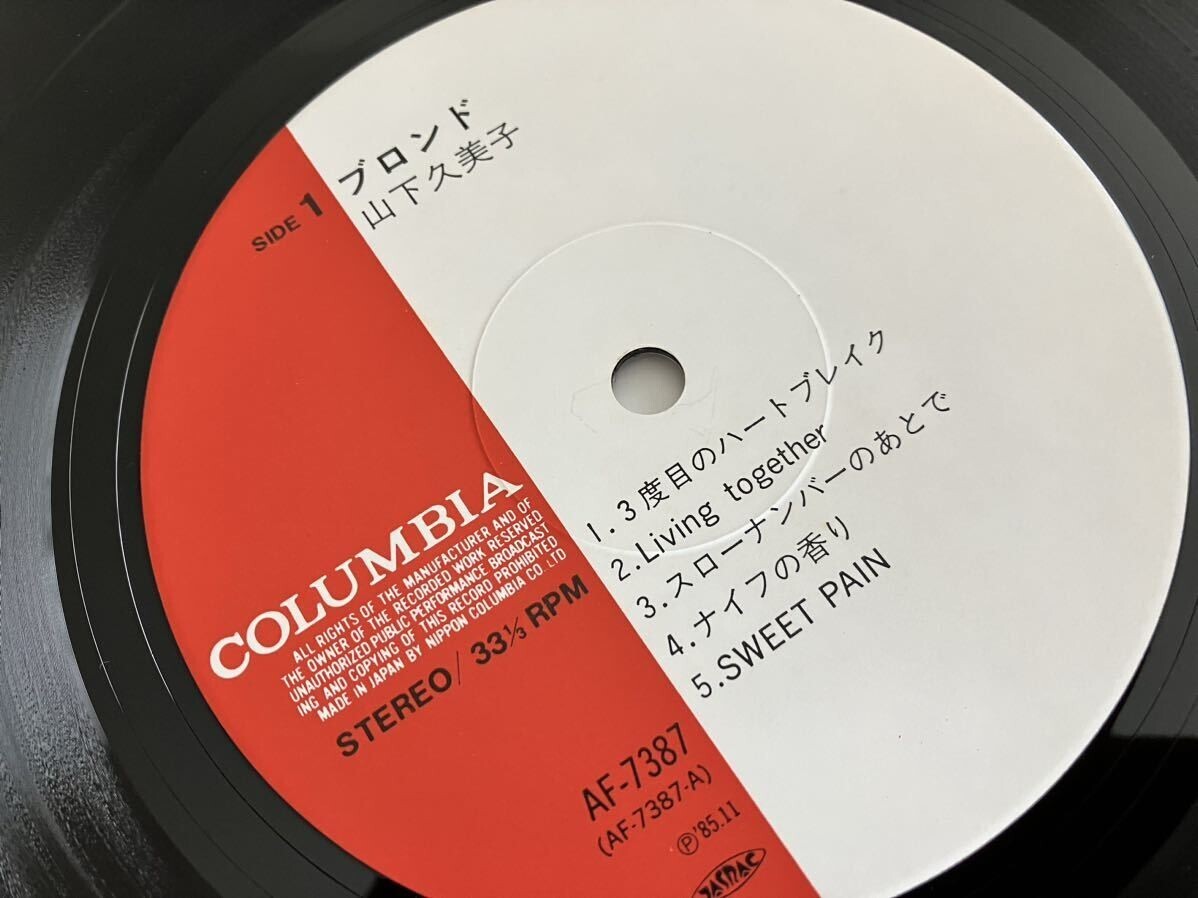 SIDE 1
ブロンド
山下久美子
1.3度目のハートブレイク
2.Living together
3.スローナンバーのあとで
4.ナイフの香り
5.SWEET PAIN
COLUMBIA
ALL RIGHTS OF THE MANUFACTURER AND OF
THE OWNER OF THE RECORDED WORK RESERVED
UNAUTHORIZED PUBLIC PERFORMANCE BROADCAST
ING AND COPYING OF THIS RECORD PROHIBITED
MADE IN JAPAN BY NIPPON COLUMBIA CO. LTD
STEREO/33⅓ RPM
AF-7387
(AF-7387-A)
Ⓟ'85.11
JASRAC